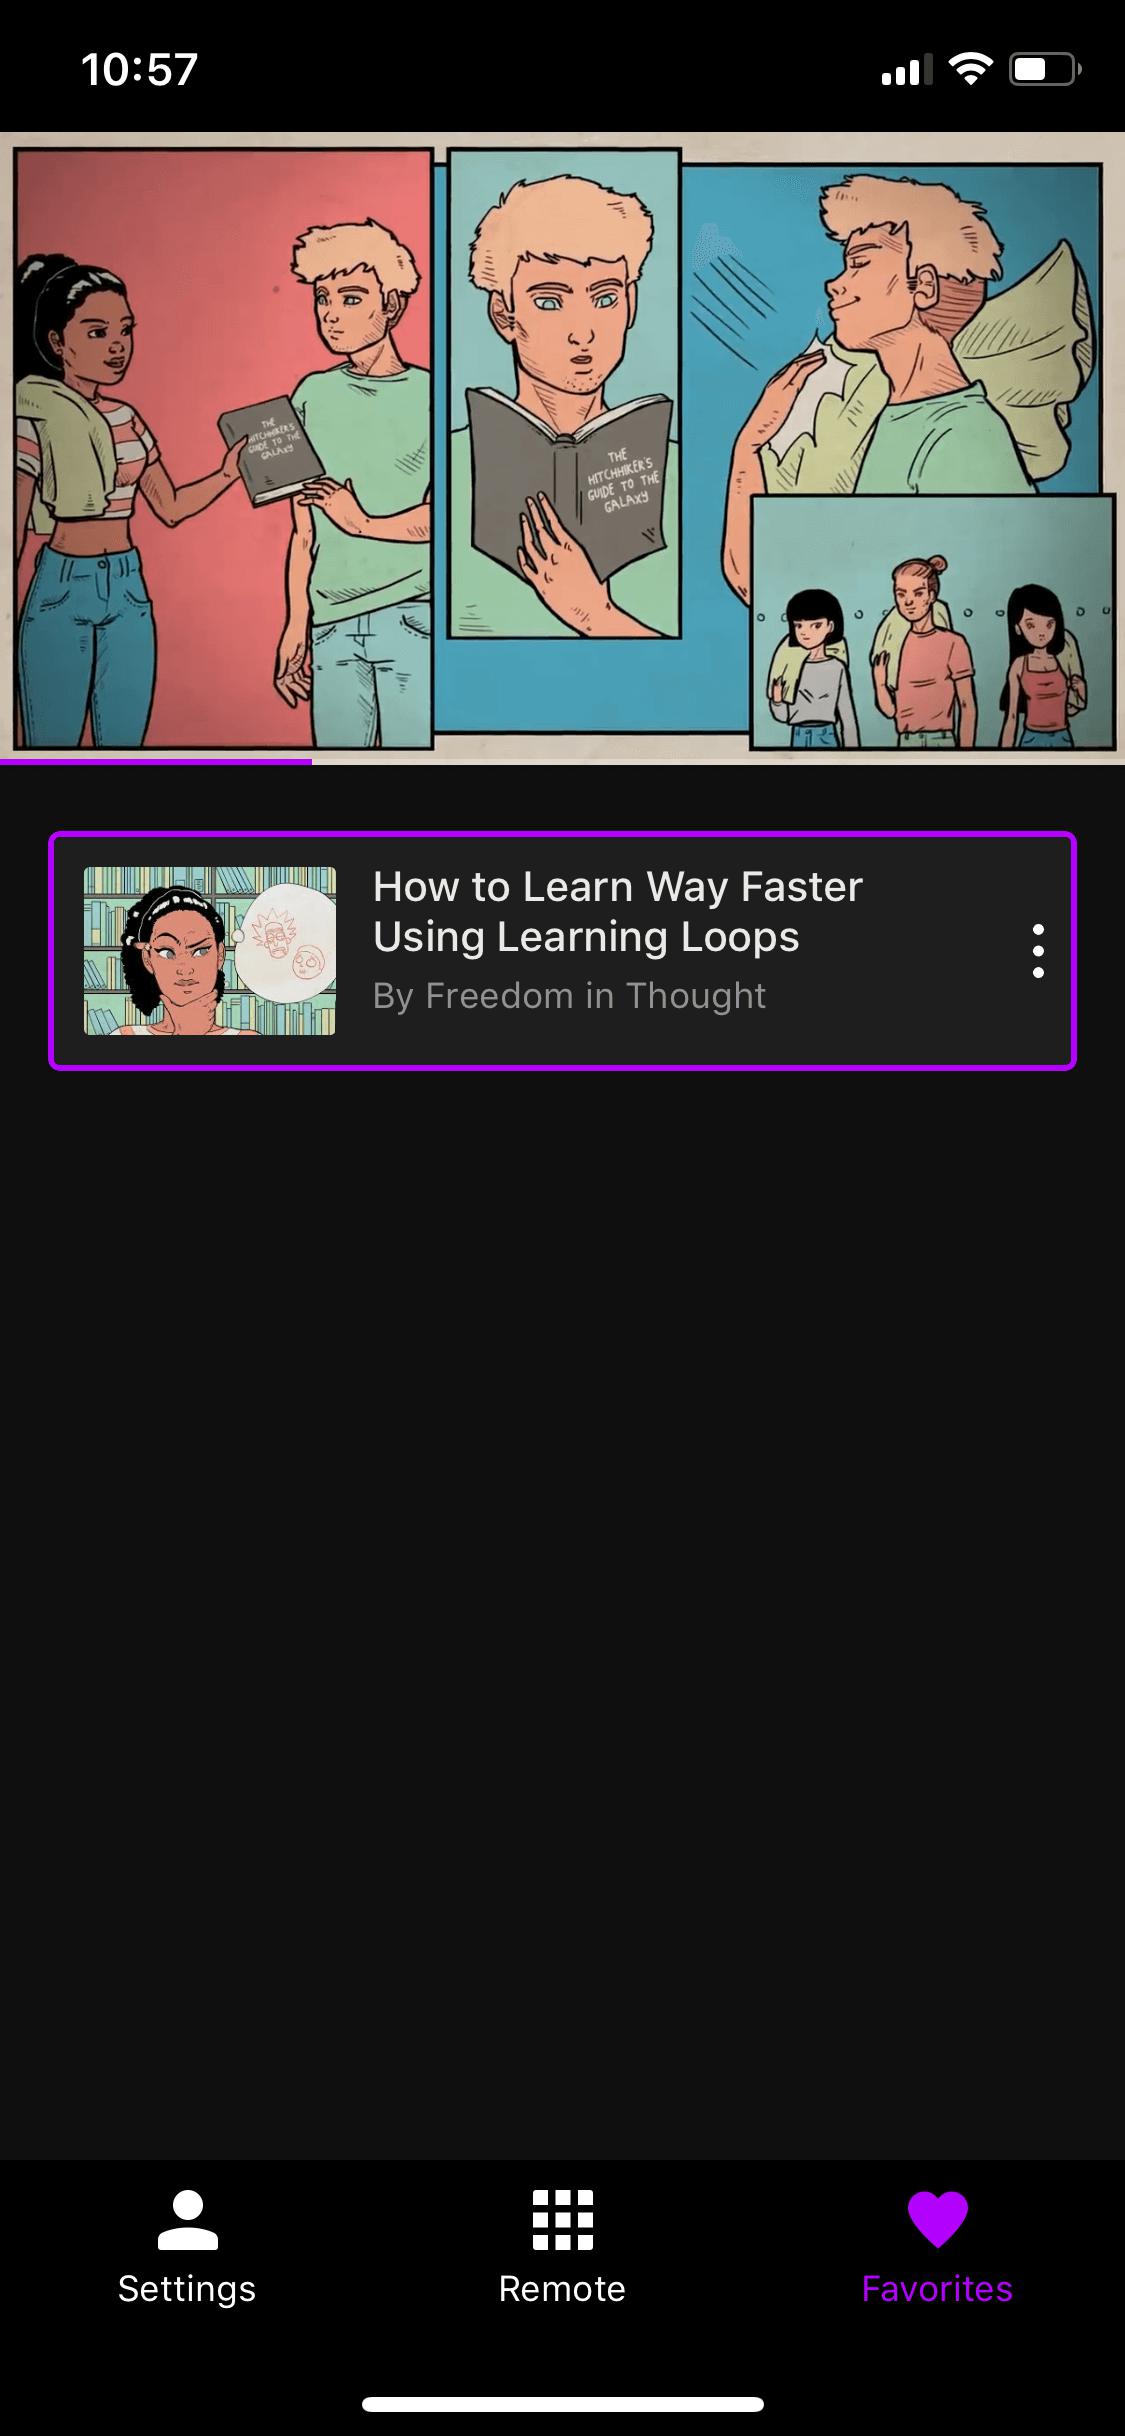 10:57
THE
HITCHHIKER'S
GUIDE TO THE
GALAXY
THE
HITCHHIKER'S
GUIDE TO THE
GALAXY
How to Learn Way Faster
Using Learning Loops
By Freedom in Thought
Settings
Remote
Favorites